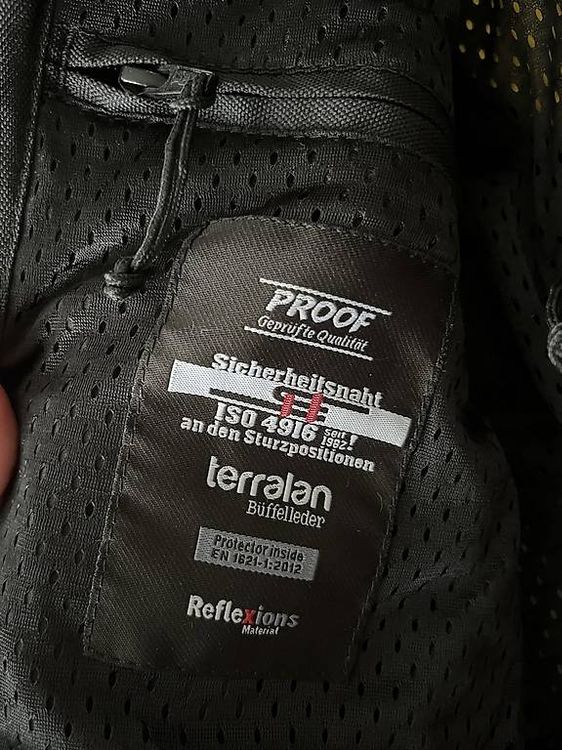 PROOF
Geprüfte Qualität
Sicherheitsnaht
ISO 4916 seit 1982!
an den Sturzpositionen
terralan
Büffelleder
Protector inside
EN 1621-1:2012
Reflexions
Material